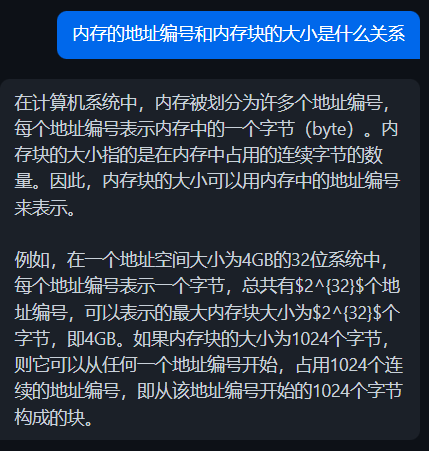 内存的地址编号和内存块的大小是什么关系
在计算机系统中，内存被划分为许多个地址编号，
每个地址编号表示内存中的一个字节（byte）。内
存块的大小指的是在内存中占用的连续字节的数
量。因此，内存块的大小可以用内存中的地址编号
来表示。
例如，在一个地址空间大小为4GB的32位系统中，
每个地址编号表示一个字节，总共有$2^{32}$个地
址编号，可以表示的最大内存块大小为$2^{32}$个
字节，即4GB。如果内存块的大小为1024个字节，
则它可以从任何一个地址编号开始，占用1024个连
续的地址编号，即从该地址编号开始的1024个字节
构成的块。